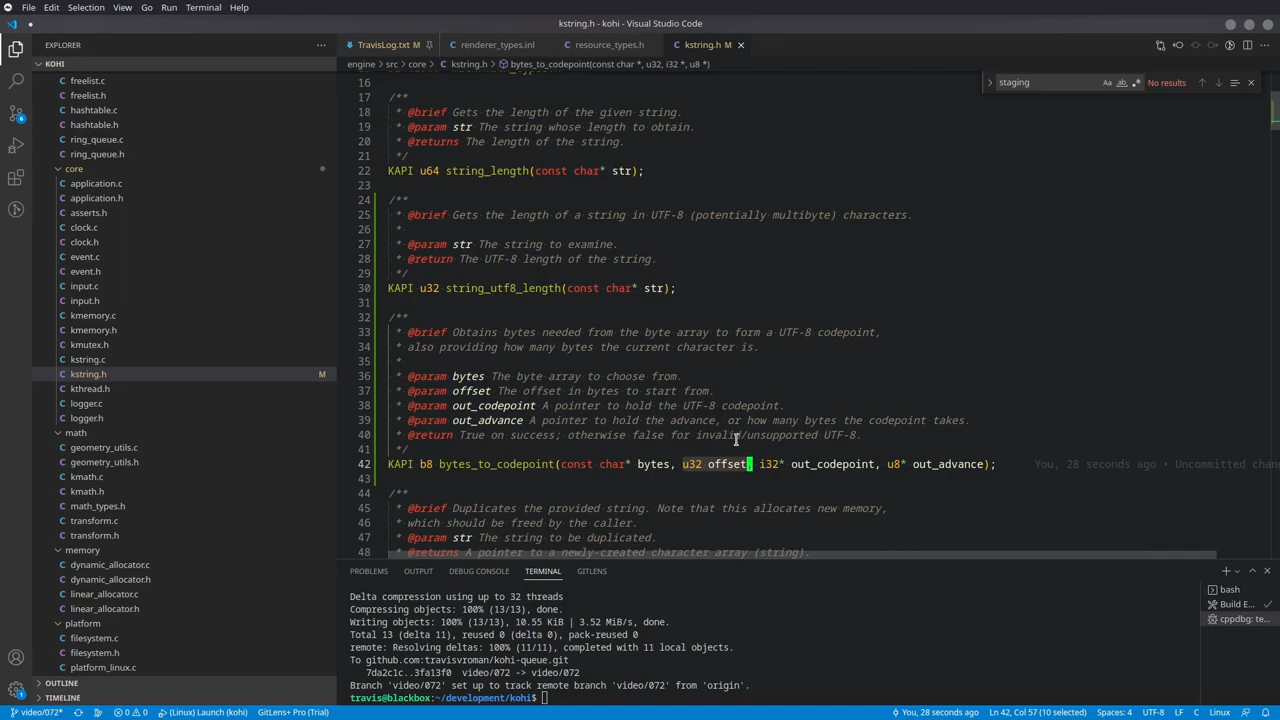 File Edit Selection View Go Run Terminal Help
kstring.h - kohi - Visual Studio Code
EXPLORER
TravisLog.txt M
renderer_types.inl
resource_types.h
kstring.h M
KOHI
engine > src > core > kstring.h > bytes_to_codepoint(const char *, u32, i32 *, u8 *)
staging
Aa
ab
No results
freelist.c
freelist.h
hashtable.c
hashtable.h
ring_queue.c
ring_queue.h
core
application.c
application.h
asserts.h
clock.c
clock.h
event.c
event.h
input.c
input.h
kmemory.c
kmemory.h
kmutex.h
kstring.c
kstring.h M
kthread.h
logger.c
logger.h
math
geometry_utils.c
geometry_utils.h
kmath.c
kmath.h
math_types.h
transform.c
transform.h
memory
dynamic_allocator.c
dynamic_allocator.h
linear_allocator.c
linear_allocator.h
platform
filesystem.c
filesystem.h
platform_linux.c
OUTLINE
TIMELINE
16
17 /**
18 * @brief Gets the length of the given string.
19 * @param str The string whose length to obtain.
20 * @returns The length of the string.
21 */
22 KAPI u64 string_length(const char* str);
23
24 /**
25 * @brief Gets the length of a string in UTF-8 (potentially multibyte) characters.
26 *
27 * @param str The string to examine.
28 * @return The UTF-8 length of the string.
29 */
30 KAPI u32 string_utf8_length(const char* str);
31
32 /**
33 * @brief Obtains bytes needed from the byte array to form a UTF-8 codepoint,
34 * also providing how many bytes the current character is.
35 *
36 * @param bytes The byte array to choose from.
37 * @param offset The offset in bytes to start from.
38 * @param out_codepoint A pointer to hold the UTF-8 codepoint.
39 * @param out_advance A pointer to hold the advance, or how many bytes the codepoint takes.
40 * @return True on success; otherwise false for invalid/unsupported UTF-8.
41 */
42 KAPI b8 bytes_to_codepoint(const char* bytes, u32 offset, i32* out_codepoint, u8* out_advance); You, 28 seconds ago • Uncommitted chan
43
44 /**
45 * @brief Duplicates the provided string. Note that this allocates new memory,
46 * which should be freed by the caller.
47 * @param str The string to be duplicated.
48 * @returns A pointer to a newly-created character array (string).
PROBLEMS OUTPUT DEBUG CONSOLE TERMINAL GITLENS
Delta compression using up to 32 threads
Compressing objects: 100% (13/13), done.
Writing objects: 100% (13/13), 10.55 KiB | 3.52 MiB/s, done.
Total 13 (delta 11), reused 0 (delta 0), pack-reused 0
remote: Resolving deltas: 100% (11/11), completed with 11 local objects.
To github.com:travisvroman/kohi-queue.git
7da2c1c..3fa13f0 video/072 -> video/072
Branch 'video/072' set up to track remote branch 'video/072' from 'origin'.
travis@blackbox:~/development/kohi$
bash
Build E...
cppdbg: te...
video/072* 0 0 (Linux) Launch (kohi) GitLens+ Pro (Trial) You, 28 seconds ago Ln 42, Col 57 (10 selected) Spaces: 4 UTF-8 LF C Linux